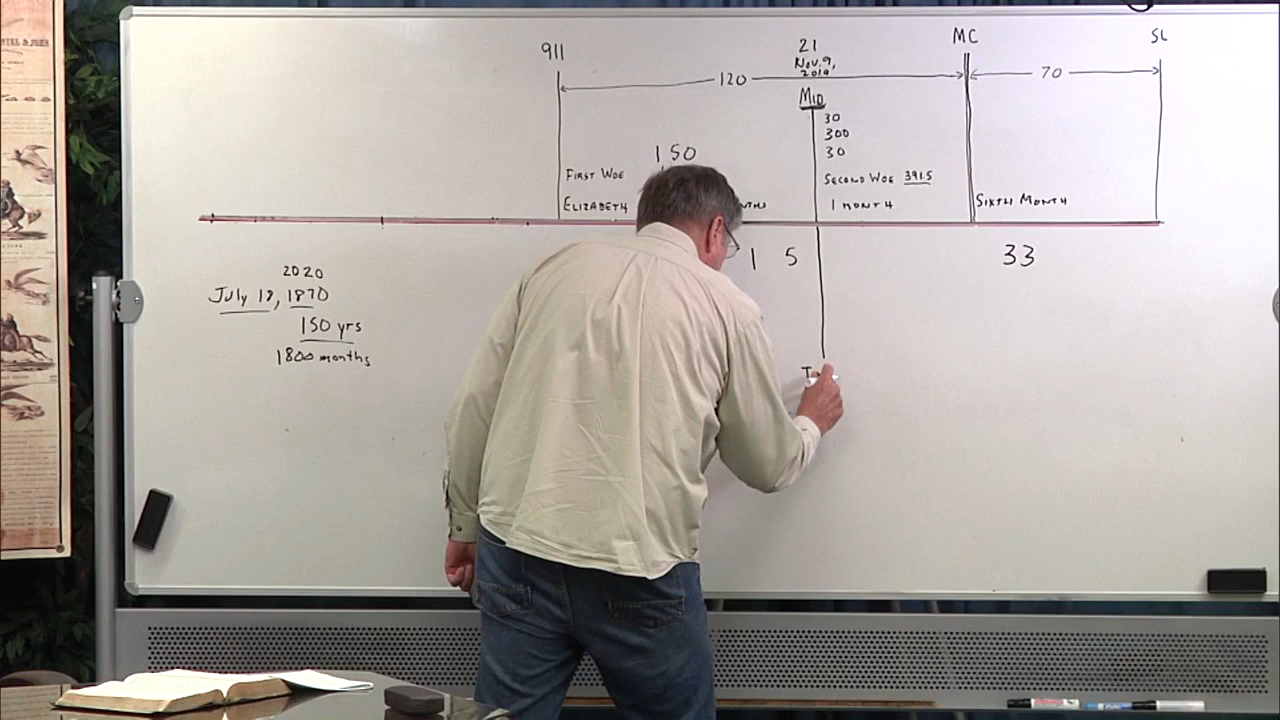 911
21
MC
SL
Nov. 9,
2019
120
70
MID
30
300
30
150
FIRST WOE
SECOND WOE 391.5
ELIZABETH
1 MONTH
SIXTH MONTH
1 5
33
2020
July 18, 1870
150 yrs
1800 months